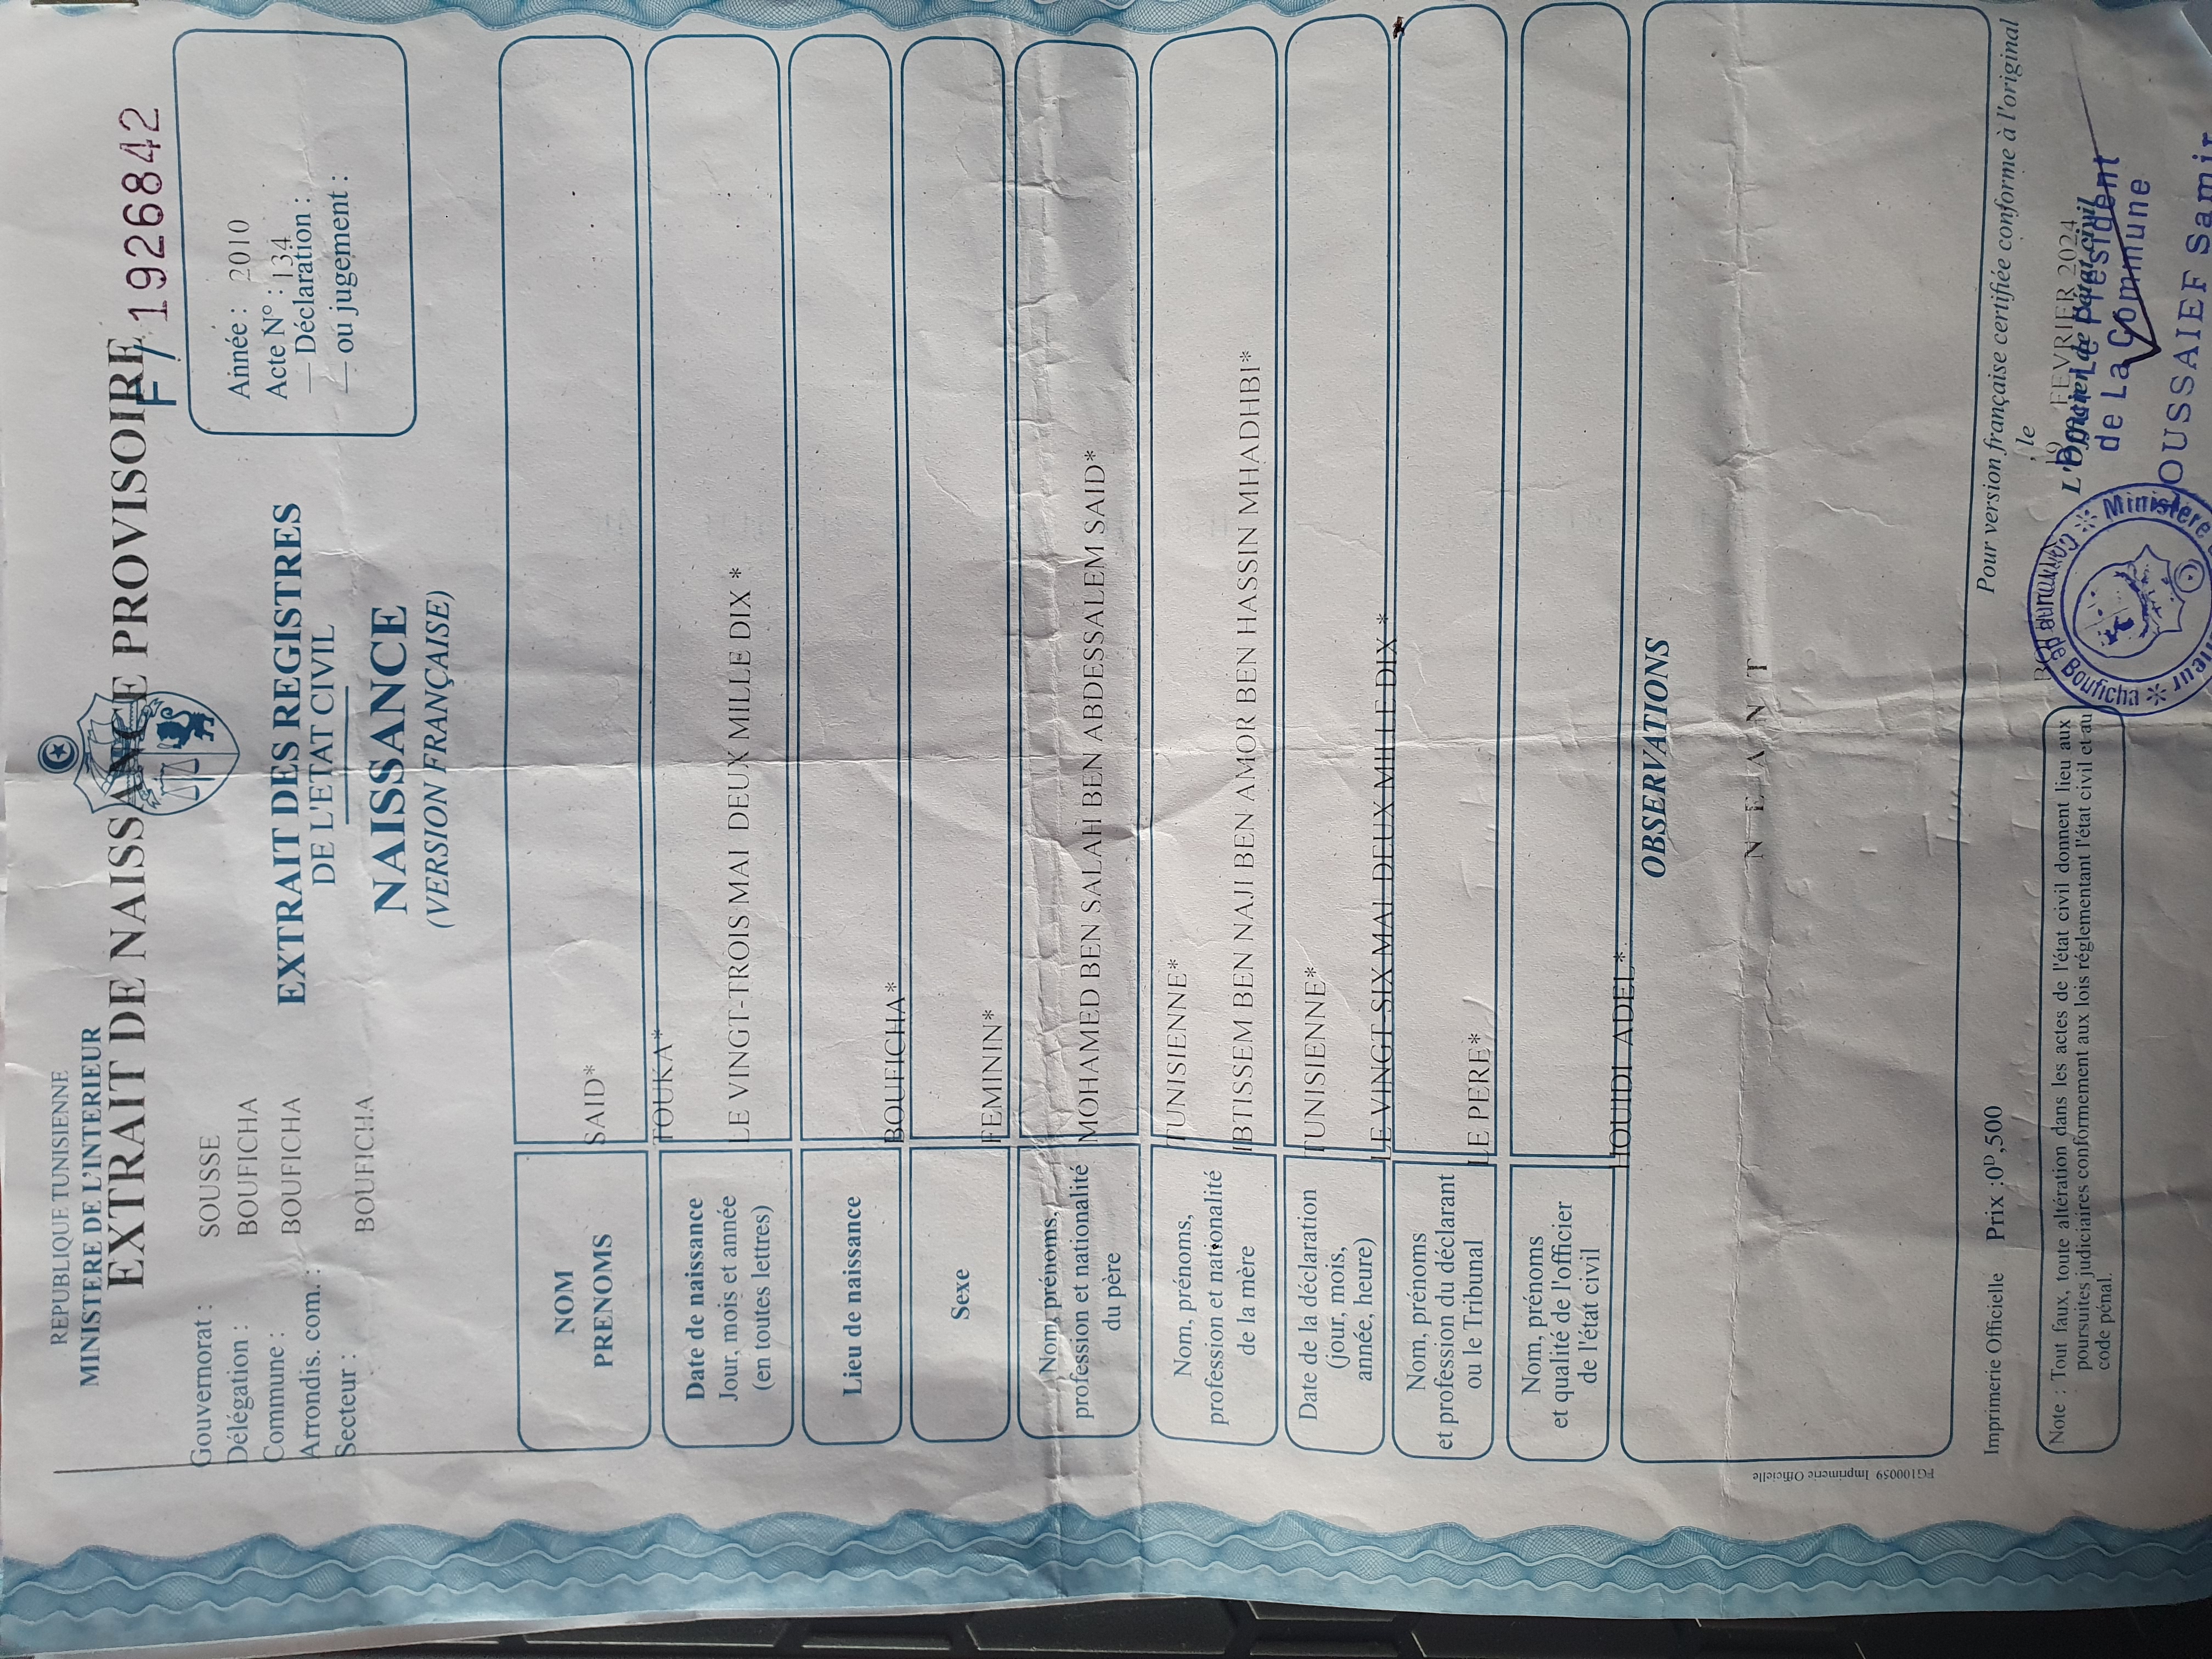 REPUBLIQUE TUNISIENNE
MINISTERE DE L'INTERIEUR
EXTRAIT DE NAISSANCE PROVISOIRE
F/ 1926842
Gouvernorat : SOUSSE
Délégation : BOUFICHA
Commune : BOUFICHA
Arrondis. com. :
Secteur : BOUFICHA
EXTRAIT DES REGISTRES
DE L'ETAT CIVIL
NAISSANCE
(VERSION FRANÇAISE)
Année : 2010
Acte N° : 134
— Déclaration :
— ou jugement :
NOM
PRENOMS
SAID*
TOUKA*
Date de naissance
Jour, mois et année
(en toutes lettres)
LE VINGT-TROIS MAI DEUX MILLE DIX *
Lieu de naissance
BOUFICHA*
Sexe
FEMININ*
Nom, prénoms,
profession et nationalité
du père
MOHAMED BEN SALAH BEN ABDESSALEM SAID*
TUNISIENNE*
Nom, prénoms,
profession et nationalité
de la mère
IBTISSEM BEN NAJI BEN AMOR BEN HASSIN MHADHBI*
TUNISIENNE*
Date de la déclaration
(jour, mois,
année, heure)
LE VINGT-SIX MAI DEUX MILLE DIX *
Nom, prénoms
et profession du déclarant
ou le Tribunal
LE PERE*
Nom, prénoms
et qualité de l'officier
de l'état civil
HOUIDI ADEL*
OBSERVATIONS
N E A N T
FG100059 Imprimerie Officielle
Imprimerie Officielle Prix :0ᴰ,500
Pour version française certifiée conforme à l'original
, le
FEVRIER 2024
L'Officier de l'état civil
Le Président
de La Commune
OUSSAIEF Samir
Commune de Bouficha * Ministère
Note : Tout faux, toute altération dans les actes de l'état civil donnent lieu aux
poursuites judiciaires conformement aux lois réglementant l'état civil et au
code pénal.